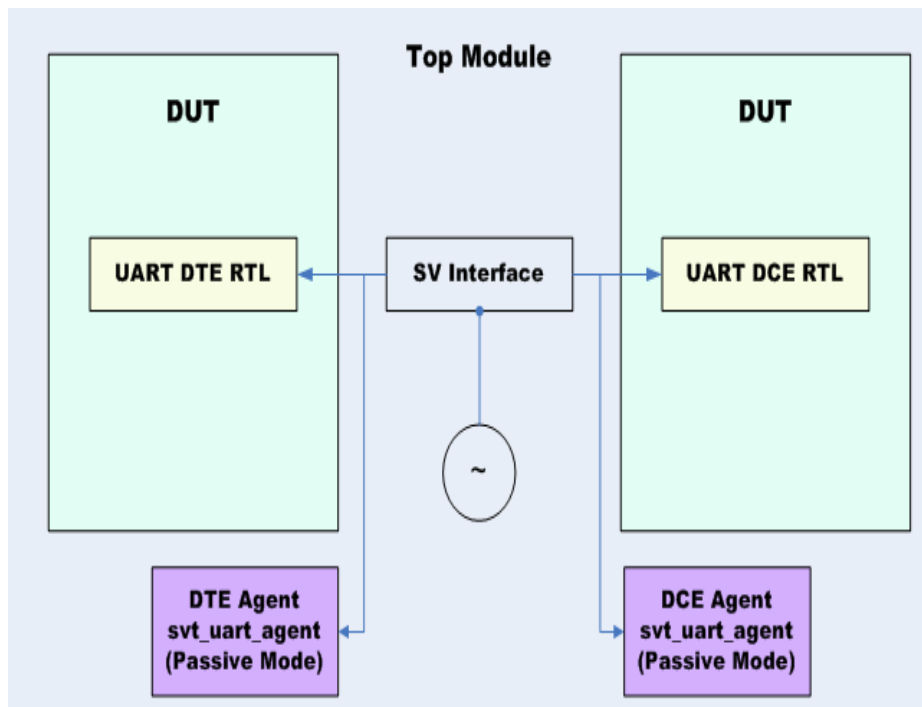 Top Module
DUT
DUT
UART DTE RTL
SV Interface
UART DCE RTL
~
DTE Agent
svt_uart_agent
(Passive Mode)
DCE Agent
svt_uart_agent
(Passive Mode)